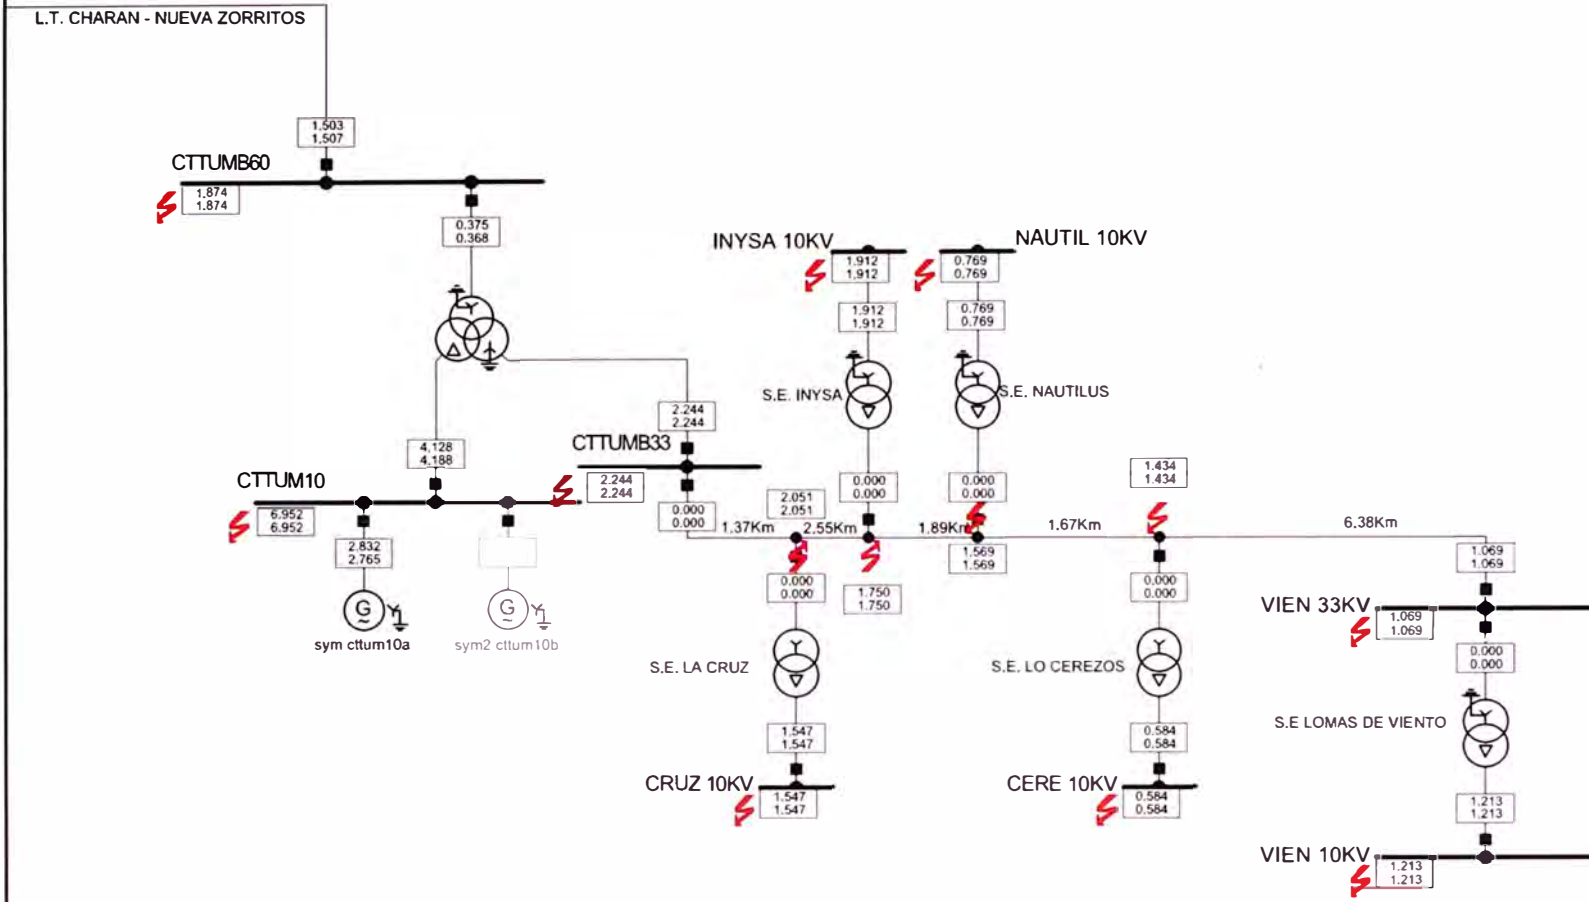 L.T. CHARAN - NUEVA ZORRITOS
1.503
1.507
CTTUMB60
1.874
1.874
0.375
0.368
INYSA 10KV
NAUTIL 10KV
1.912
1.912
0.769
0.769
1.912
1.912
0.769
0.769
S.E. INYSA
S.E. NAUTILUS
2.244
2.244
4.128
4.188
CTTUMB33
CTTUM10
2.244
2.244
0.000
0.000
2.051
2.051
0.000
0.000
0.000
0.000
1.434
1.434
6.952
6.952
1.37Km
2.55Km
1.89Km
1.67Km
6.38Km
2.832
2.765
1.569
1.569
1.069
1.069
0.000
0.000
1.750
1.750
0.000
0.000
G
sym cttum10a
G
sym2 cttum10b
VIEN 33KV
1.069
1.069
0.000
0.000
S.E. LA CRUZ
S.E. LO CEREZOS
S.E LOMAS DE VIENTO
1.547
1.547
0.584
0.584
CRUZ 10KV
1.547
1.547
CERE 10KV
0.584
0.584
1.213
1.213
VIEN 10KV
1.213
1.213